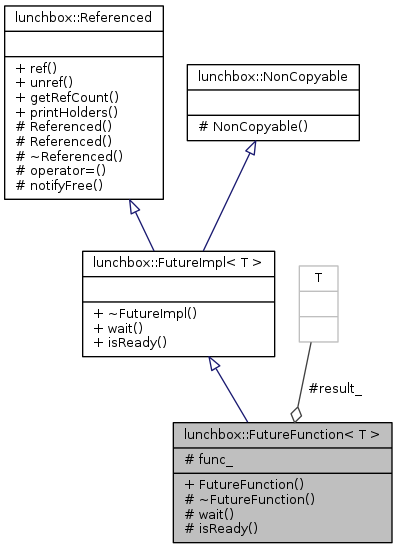 lunchbox::Referenced
+ ref()
+ unref()
+ getRefCount()
+ printHolders()
# Referenced()
# Referenced()
# ~Referenced()
# operator=()
# notifyFree()
lunchbox::NonCopyable
# NonCopyable()
lunchbox::FutureImpl< T >
+ ~FutureImpl()
+ wait()
+ isReady()
T
#result_
lunchbox::FutureFunction< T >
# func_
+ FutureFunction()
# ~FutureFunction()
# wait()
# isReady()